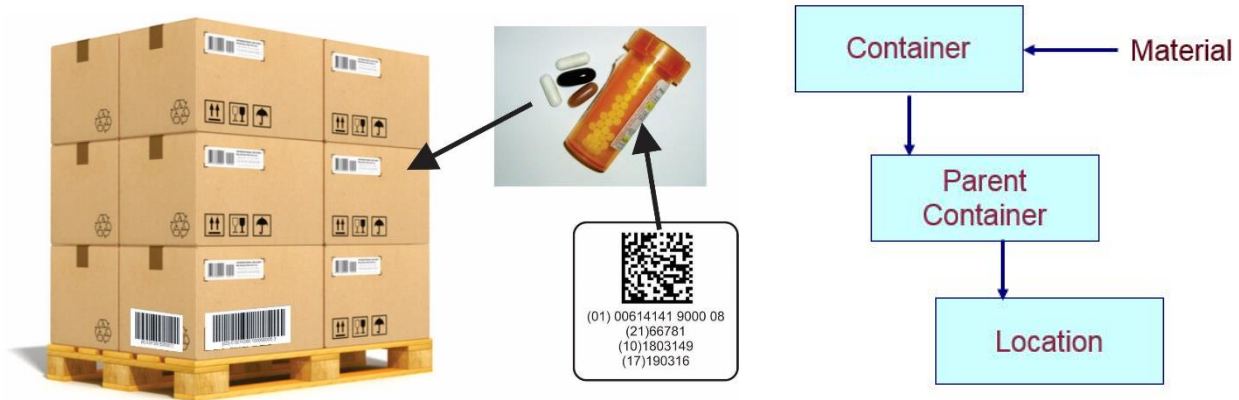 (01) 00614141 9000 08
(21)66781
(10)1803149
(17)190316
Container
Material
Parent
Container
Location